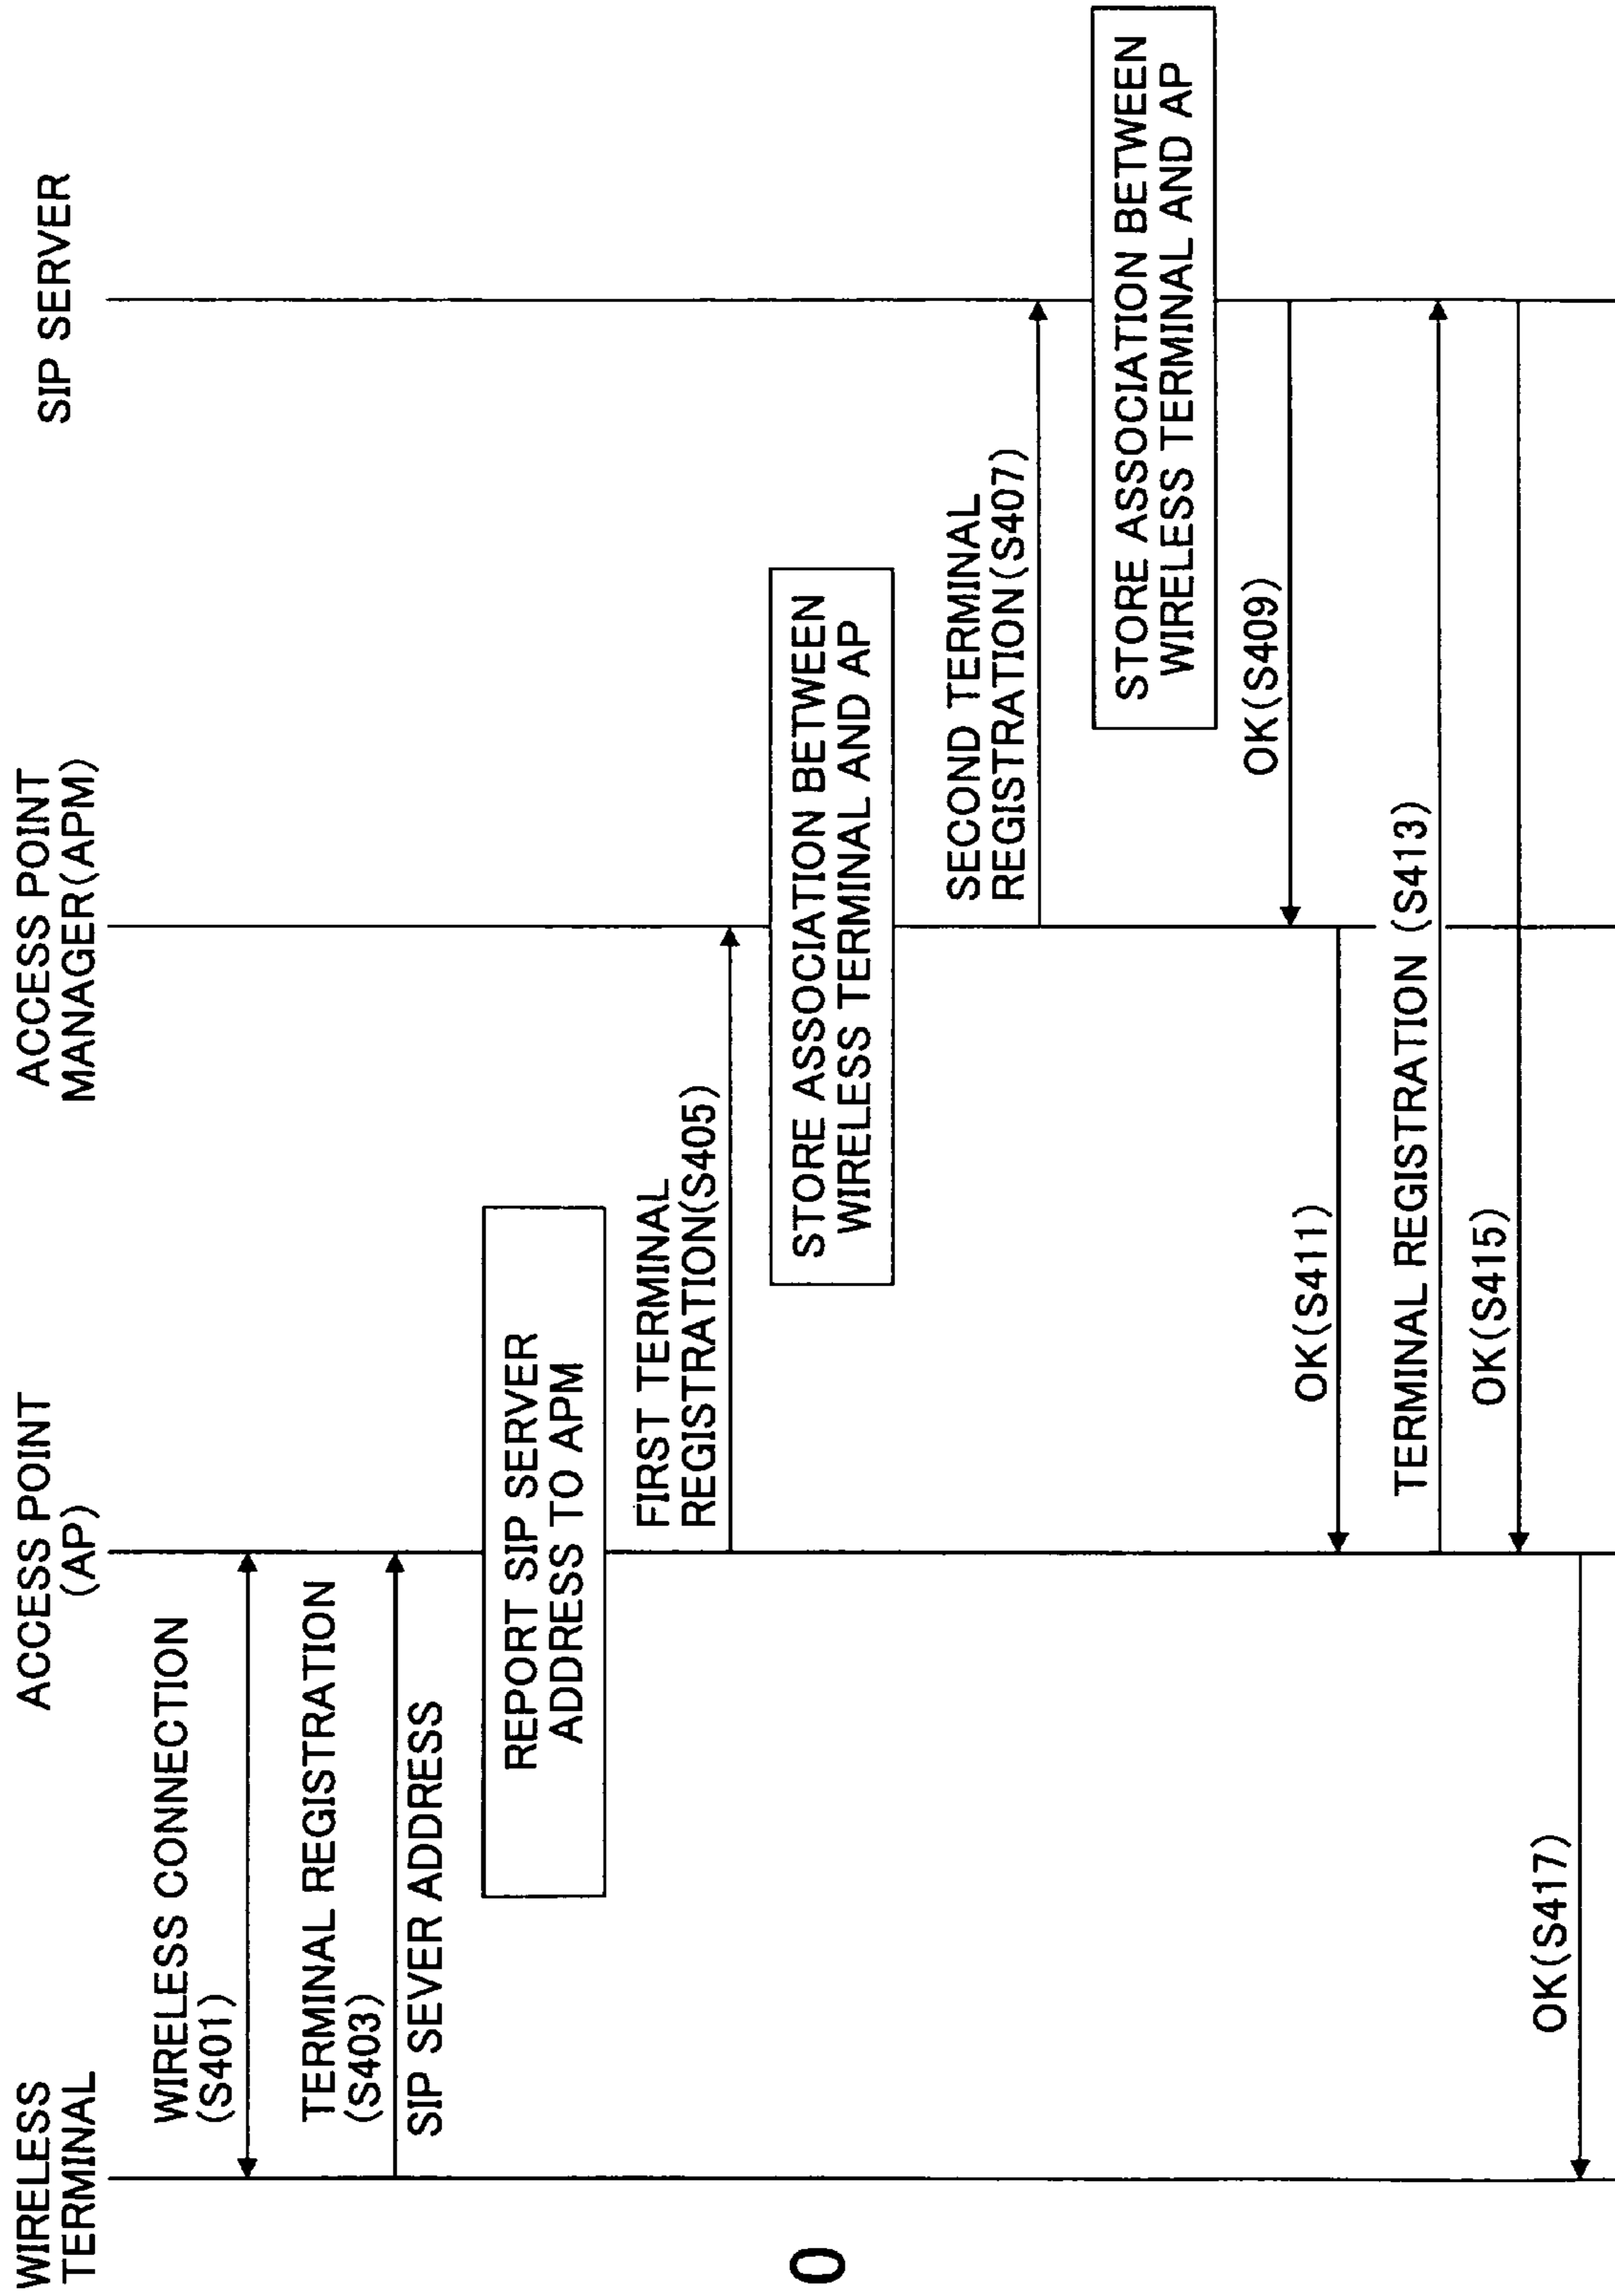 WIRELESS
TERMINAL
ACCESS POINT
(AP)
ACCESS POINT
MANAGER(APM)
SIP SERVER
WIRELESS CONNECTION
(S401)
TERMINAL REGISTRATION
(S403)
SIP SEVER ADDRESS
REPORT SIP SERVER
ADDRESS TO APM
FIRST TERMINAL
REGISTRATION(S405)
STORE ASSOCIATION BETWEEN
WIRELESS TERMINAL AND AP
SECOND TERMINAL
REGISTRATION(S407)
STORE ASSOCIATION BETWEEN
WIRELESS TERMINAL AND AP
OK(S409)
OK(S411)
TERMINAL REGISTRATION (S413)
OK(S415)
OK(S417)
0